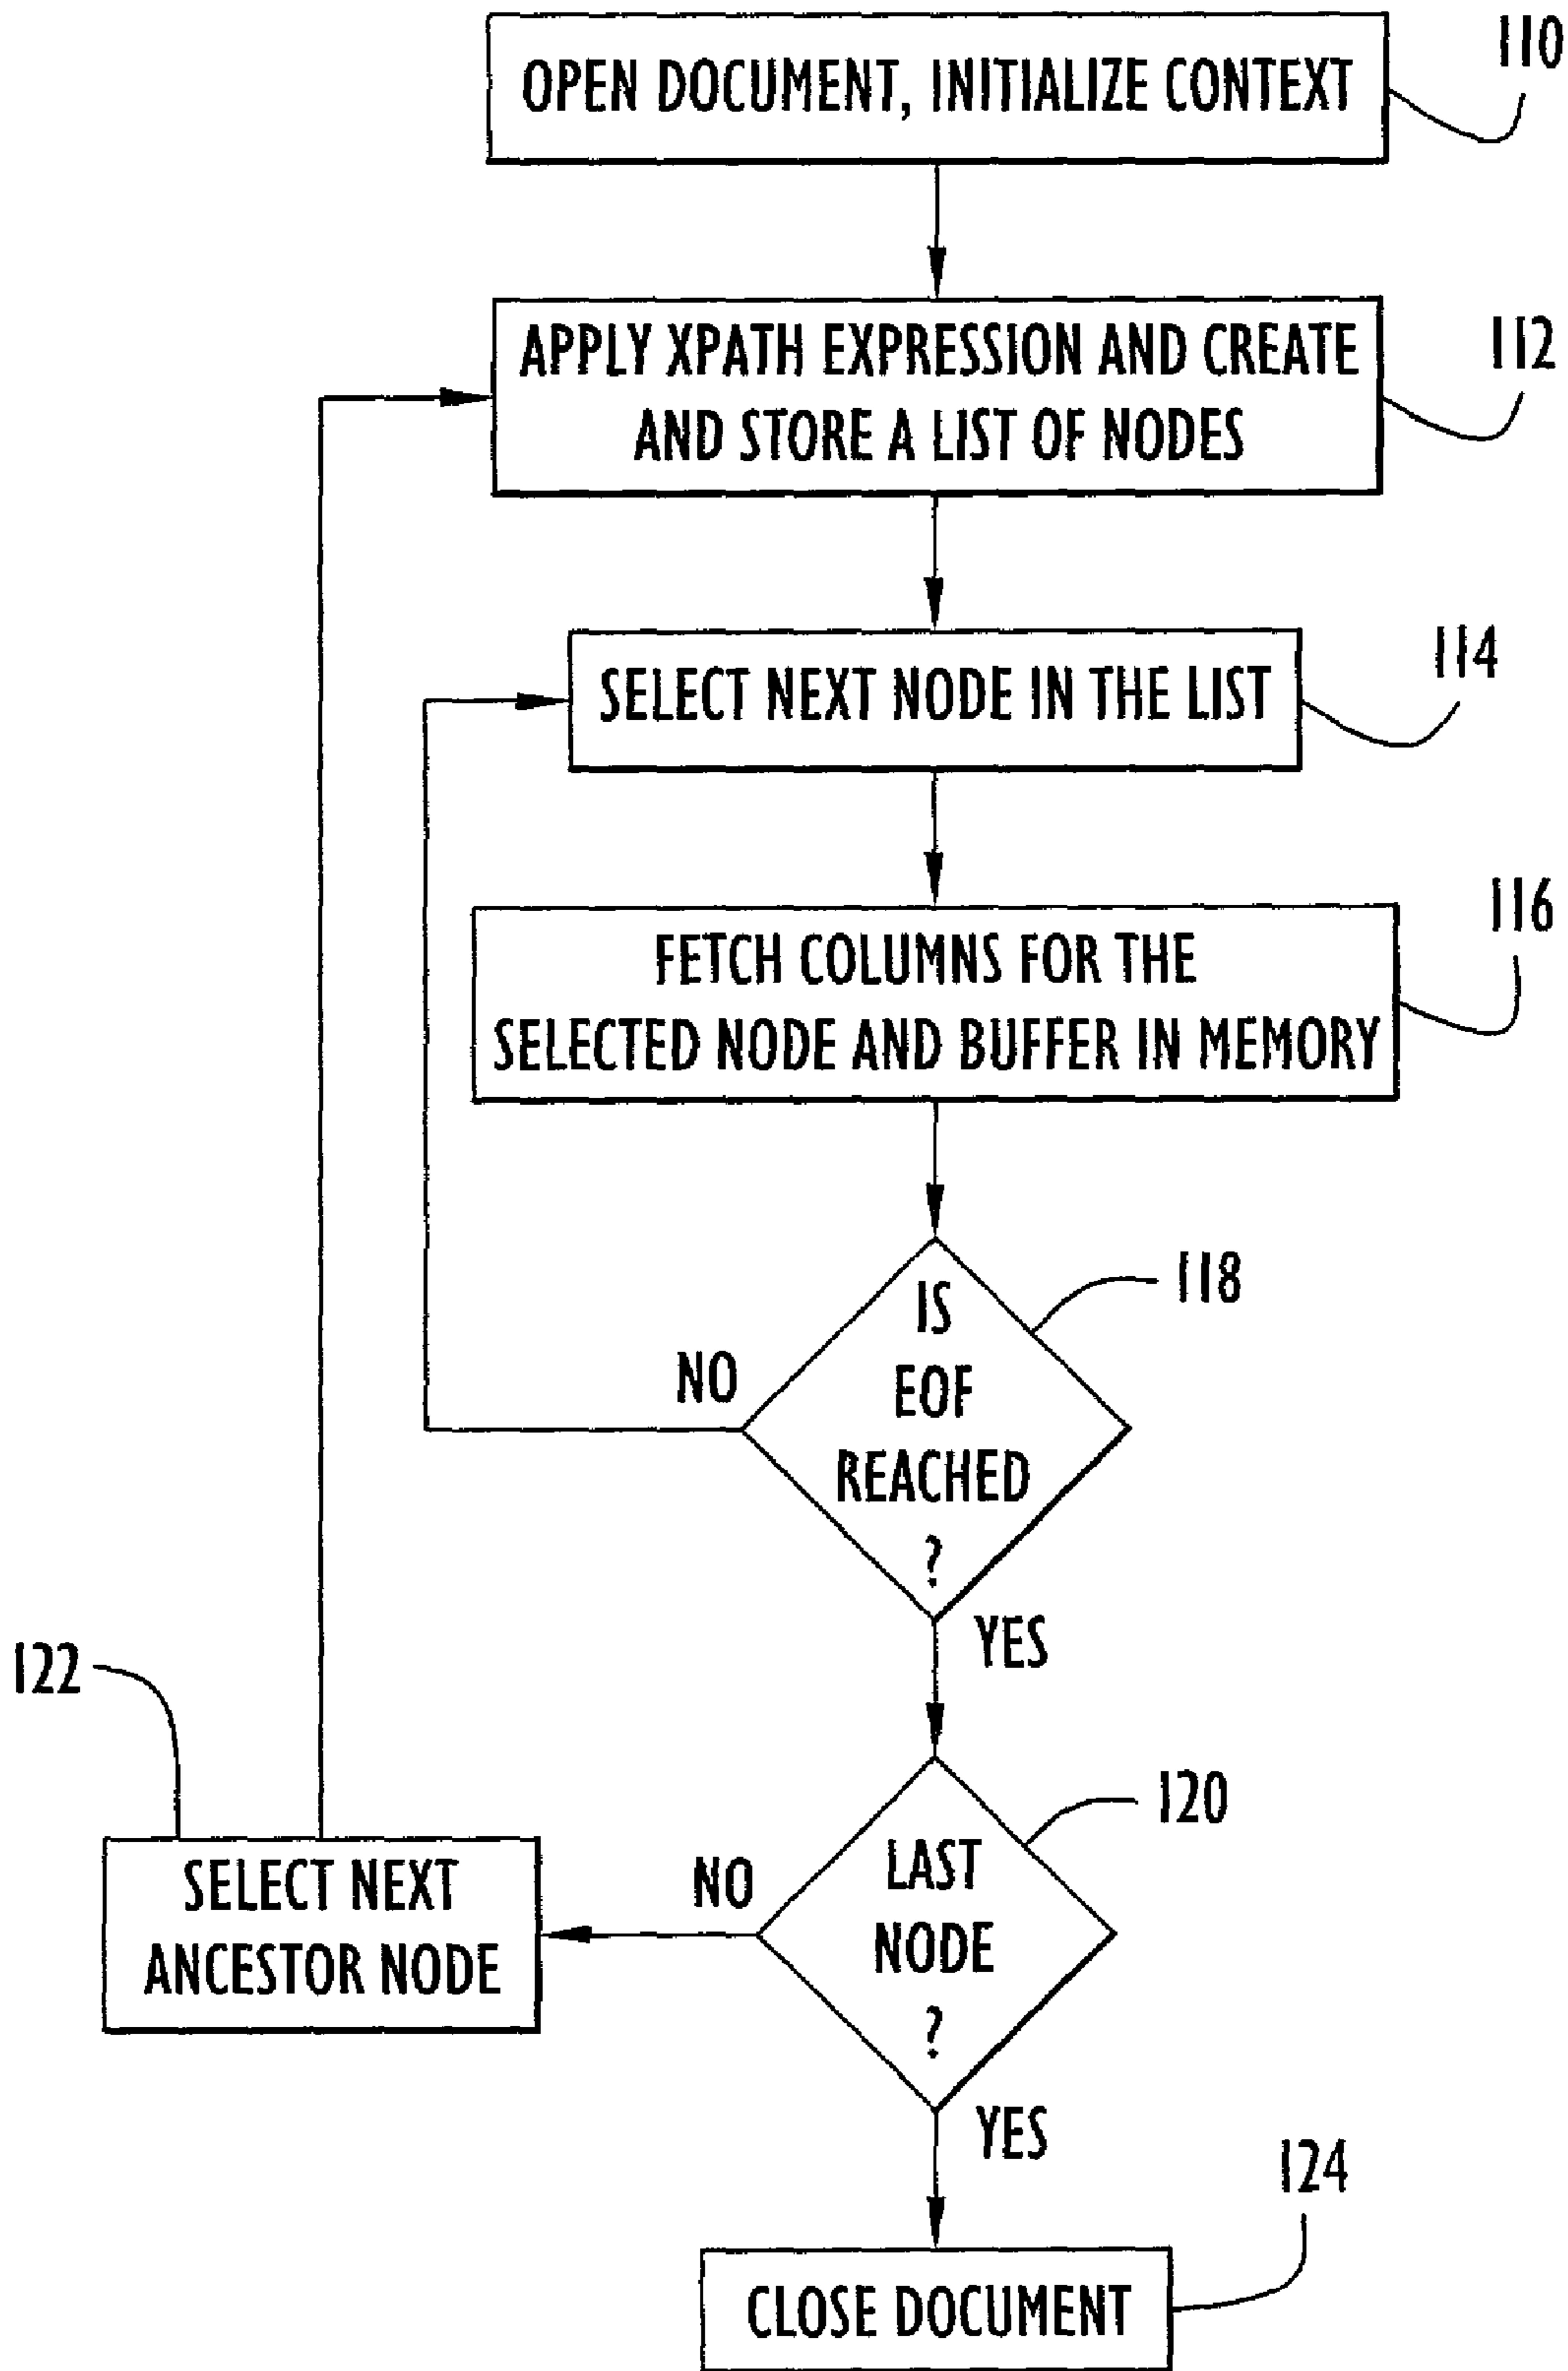 110
OPEN DOCUMENT, INITIALIZE CONTEXT
112
APPLY XPATH EXPRESSION AND CREATE
AND STORE A LIST OF NODES
114
SELECT NEXT NODE IN THE LIST
116
FETCH COLUMNS FOR THE
SELECTED NODE AND BUFFER IN MEMORY
118
IS
EOF
REACHED
?
NO
YES
122
120
LAST
NODE
?
NO
SELECT NEXT
ANCESTOR NODE
YES
124
CLOSE DOCUMENT